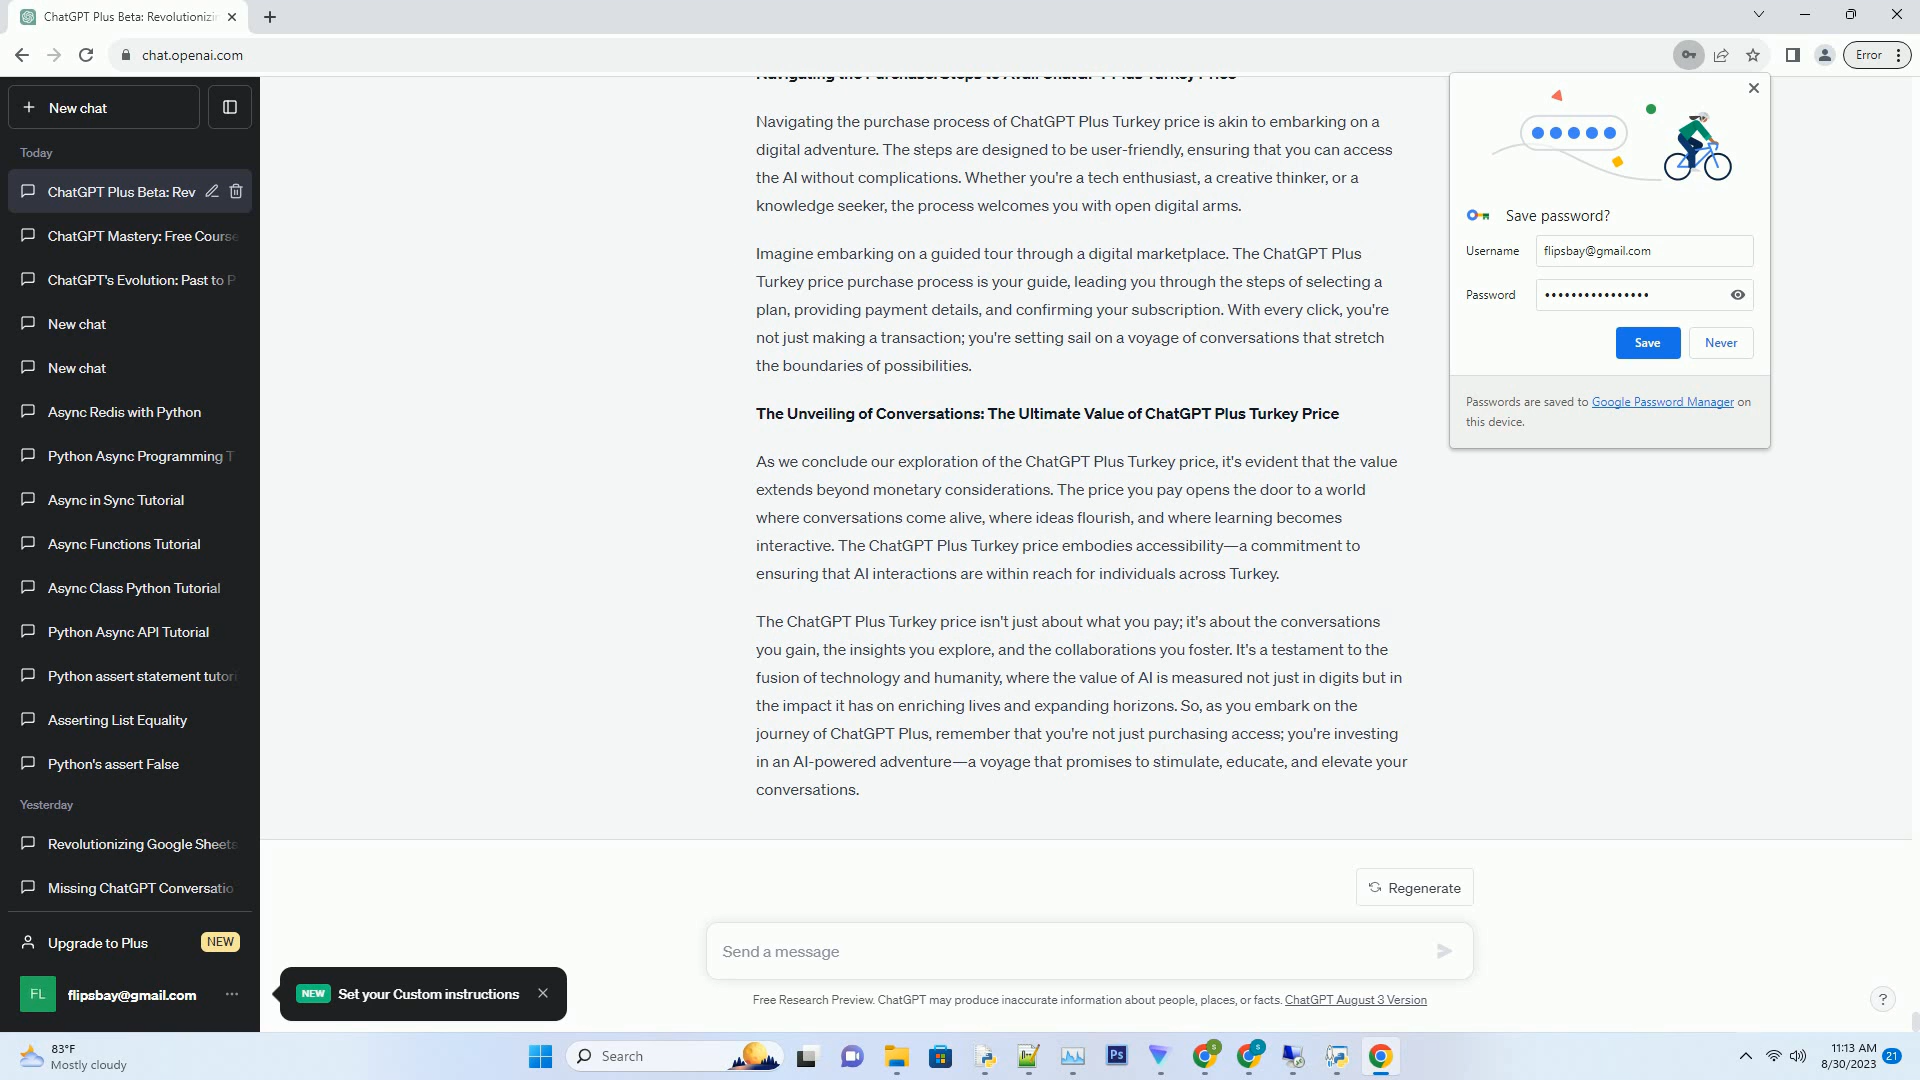 ChatGPT Plus Beta: Revolutionizin
chat.openai.com
Error
New chat
Today
ChatGPT Plus Beta: Rev
ChatGPT Mastery: Free Course
ChatGPT's Evolution: Past to P
New chat
New chat
Async Redis with Python
Python Async Programming T
Async in Sync Tutorial
Async Functions Tutorial
Async Class Python Tutorial
Python Async API Tutorial
Python assert statement tutori
Asserting List Equality
Python's assert False
Yesterday
Revolutionizing Google Sheets
Missing ChatGPT Conversatio
Upgrade to Plus NEW
FL flipsbay@gmail.com
NEW Set your Custom instructions
Navigating the Purchase: Steps to Avail ChatGPT Plus Turkey Price
Navigating the purchase process of ChatGPT Plus Turkey price is akin to embarking on a
digital adventure. The steps are designed to be user-friendly, ensuring that you can access
the AI without complications. Whether you're a tech enthusiast, a creative thinker, or a
knowledge seeker, the process welcomes you with open digital arms.
Imagine embarking on a guided tour through a digital marketplace. The ChatGPT Plus
Turkey price purchase process is your guide, leading you through the steps of selecting a
plan, providing payment details, and confirming your subscription. With every click, you're
not just making a transaction; you're setting sail on a voyage of conversations that stretch
the boundaries of possibilities.
The Unveiling of Conversations: The Ultimate Value of ChatGPT Plus Turkey Price
As we conclude our exploration of the ChatGPT Plus Turkey price, it's evident that the value
extends beyond monetary considerations. The price you pay opens the door to a world
where conversations come alive, where ideas flourish, and where learning becomes
interactive. The ChatGPT Plus Turkey price embodies accessibility—a commitment to
ensuring that AI interactions are within reach for individuals across Turkey.
The ChatGPT Plus Turkey price isn't just about what you pay; it's about the conversations
you gain, the insights you explore, and the collaborations you foster. It's a testament to the
fusion of technology and humanity, where the value of AI is measured not just in digits but in
the impact it has on enriching lives and expanding horizons. So, as you embark on the
journey of ChatGPT Plus, remember that you're not just purchasing access; you're investing
in an AI-powered adventure—a voyage that promises to stimulate, educate, and elevate your
conversations.
Regenerate
Send a message
Free Research Preview. ChatGPT may produce inaccurate information about people, places, or facts. ChatGPT August 3 Version
?
Save password?
Username flipsbay@gmail.com
Password ••••••••••••••••
Save Never
Passwords are saved to Google Password Manager on
this device.
83°F
Mostly cloudy
Search
Ps
S
S
11:13 AM
8/30/2023
21